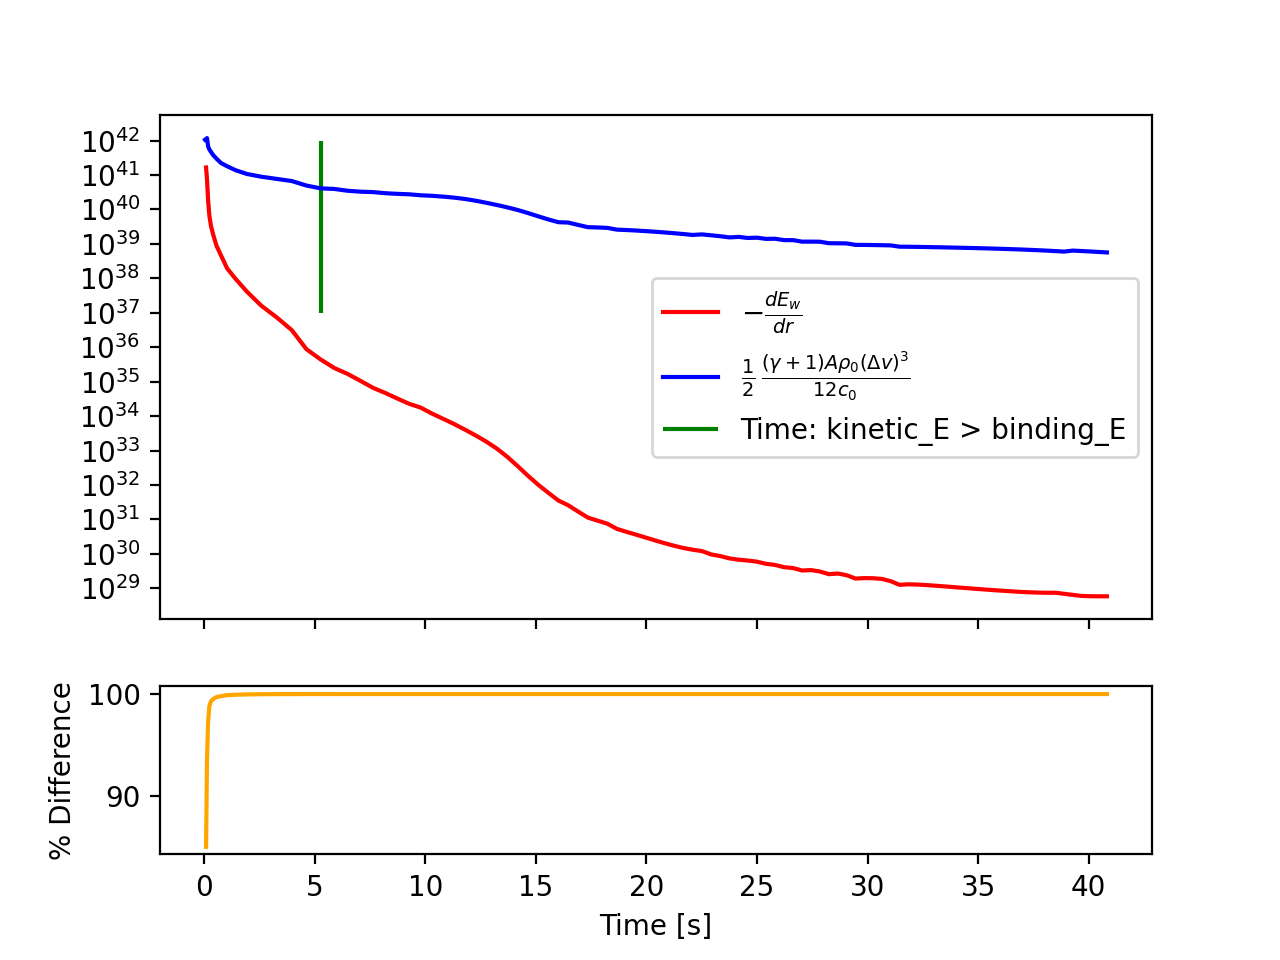 10^42
10^41
10^40
10^39
10^38
10^37
10^36
10^35
10^34
10^33
10^32
10^31
10^30
10^29
−dE_w/dr
1/2 (γ + 1)Aρ₀(Δv)³/12c₀
Time: kinetic_E > binding_E
% Difference
100
90
0 5 10 15 20 25 30 35 40
Time [s]